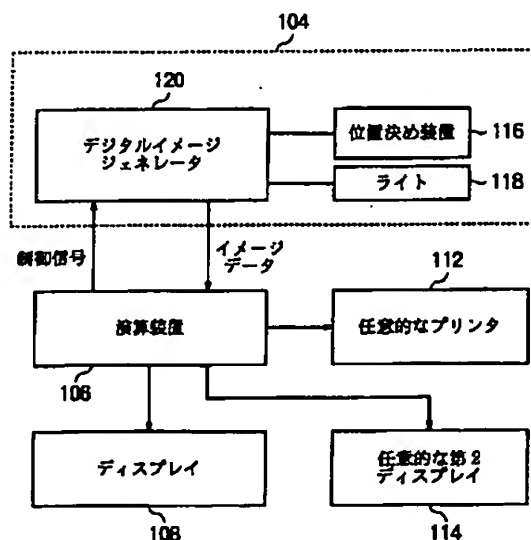 104
120
デジタルイメージ
ジェネレータ
位置決め装置
116
ライト
118
制御信号
イメージ
データ
112
演算装置
任意的なプリンタ
106
ディスプレイ
任意的な第2
ディスプレイ
108
114